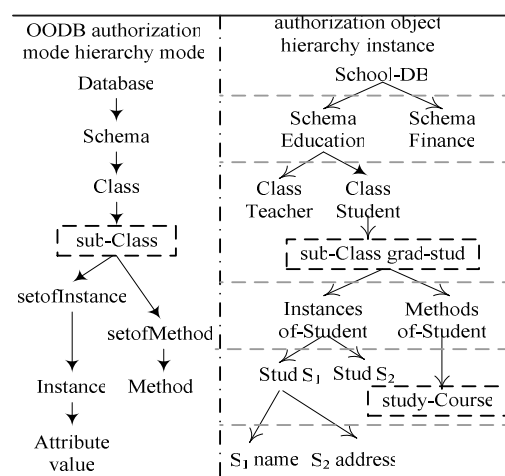 OODB authorization
mode hierarchy mode
Database
Schema
Class
sub-Class
setofInstance
setofMethod
Instance
Method
Attribute
value
authorization object
hierarchy instance
School-DB
Schema
Education
Schema
Finance
Class
Teacher
Class
Student
sub-Class grad-stud
Instances
of-Student
Methods
of-Student
Stud S1
Stud S2
study-Course
S1 name
S2 address